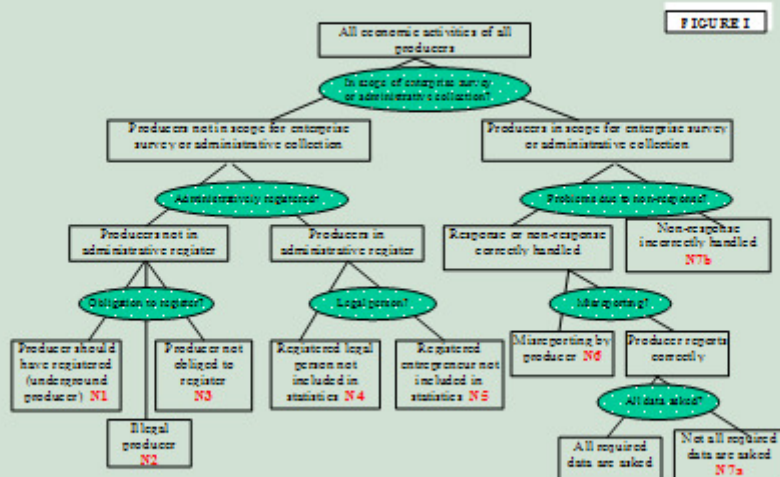 FIGURE I
All economic activities of all
producers
In scope of enterprise survey
or administrative collection?
Producers not in scope for enterprise
survey or administrative collection
Producers in scope for enterprise survey
or administrative collection
Administratively registered?
Problems due to non-response?
Producers not in
administrative register
Producers in
administrative register
Response or non-response
correctly handled
Non-response
incorrectly handled
N7b
Obligation to register?
Legal person?
Misreporting?
Producer should
have registered
(underground
producer) N1
Producer not
obliged to
register
N3
Registered legal
person not
included in
statistics N4
Registered
entrepreneur not
included in
statistics N5
Misreporting by
producer N6
Producer reports
correctly
Illegal
producer
N2
All data asked?
All required
data are asked
Not all required
data are asked
N7a